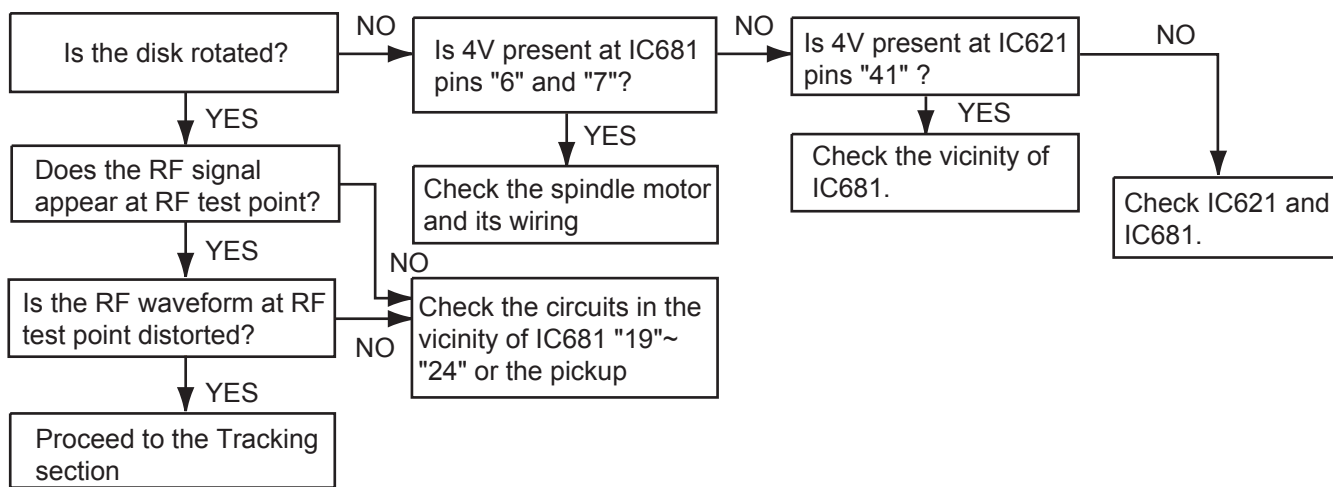 Is the disk rotated?
NO
Is 4V present at IC681
pins "6" and "7"?
NO
Is 4V present at IC621
pins "41" ?
NO
YES
YES
YES
Does the RF signal
appear at RF test point?
Check the spindle motor
and its wiring
Check the vicinity of
IC681.
Check IC621 and
IC681.
YES
NO
Is the RF waveform at RF
test point distorted?
NO
Check the circuits in the
vicinity of IC681 "19"~
"24" or the pickup
YES
Proceed to the Tracking
section